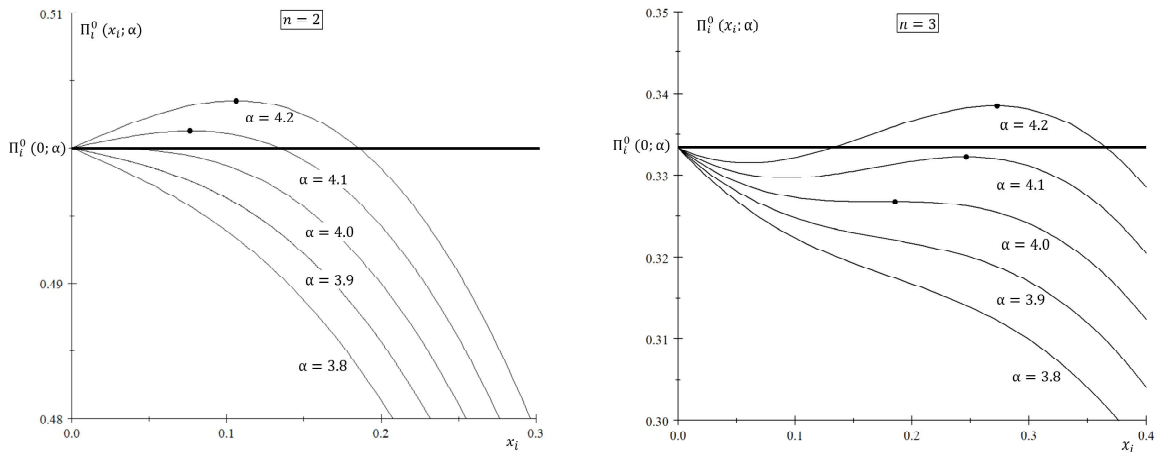 0.51
Π_i^0 (x_i; α)
n − 2
α = 4.2
Π_i^0 (0; α)
0.500
α = 4.1
α = 4.0
0.49
α = 3.9
α = 3.8
0.48
0.0
0.1
0.2
0.3
x_i
0.35
Π_i^0 (x_i; α)
n = 3
0.34
α = 4.2
Π_i^0 (0; α)
0.33
α = 4.1
α = 4.0
0.32
α = 3.9
0.31
α = 3.8
0.30
0.0
0.1
0.2
0.3
0.4
x_i